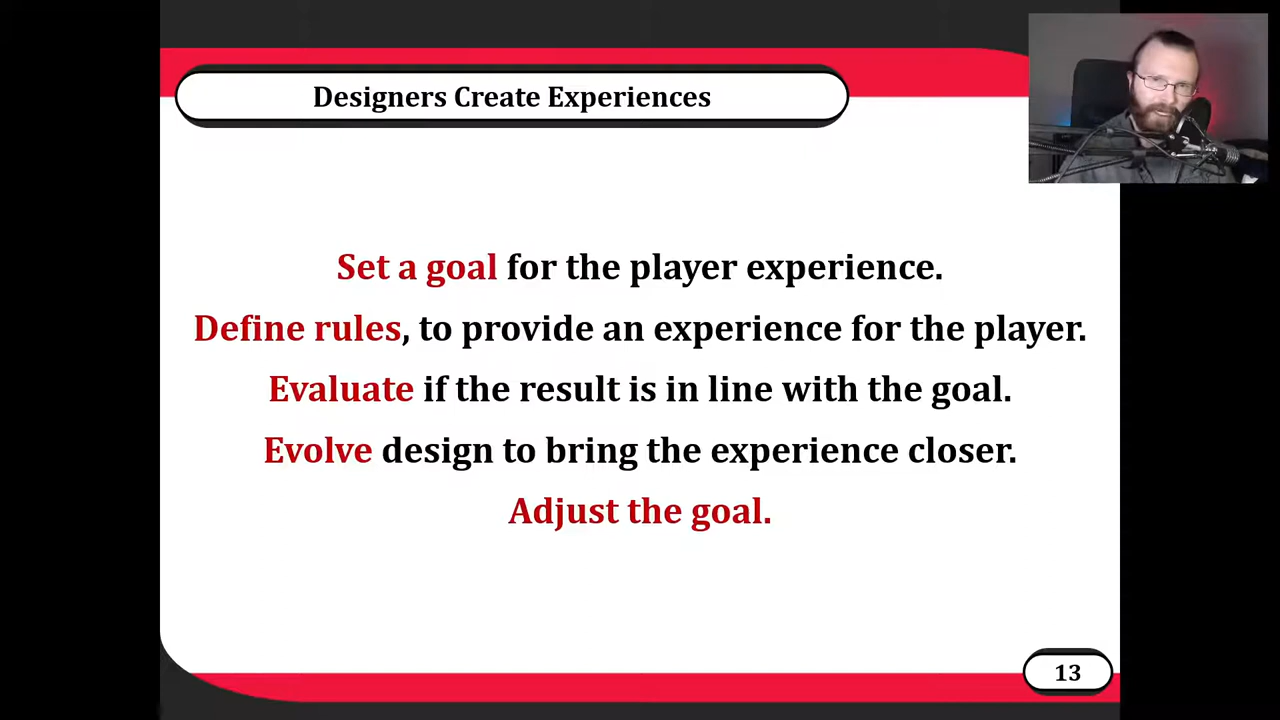 Designers Create Experiences
Set a goal for the player experience.
Define rules, to provide an experience for the player.
Evaluate if the result is in line with the goal.
Evolve design to bring the experience closer.
Adjust the goal.
13